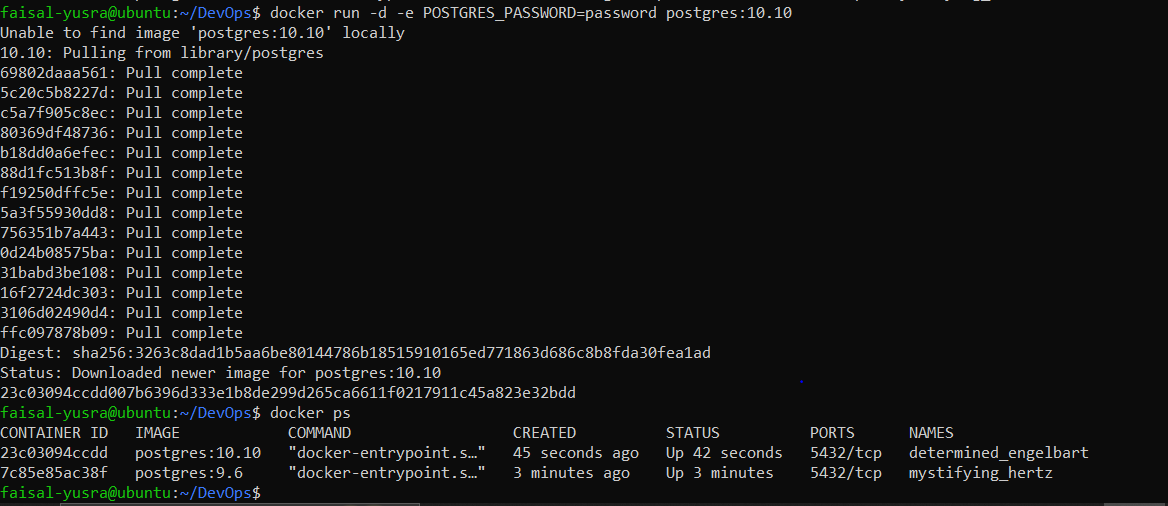 faisal-yusra@ubuntu:~/DevOps$ docker run -d -e POSTGRES_PASSWORD=password postgres:10.10
Unable to find image 'postgres:10.10' locally
10.10: Pulling from library/postgres
69802daaa561: Pull complete
5c20c5b8227d: Pull complete
c5a7f905c8ec: Pull complete
80369df48736: Pull complete
b18dd0a6efec: Pull complete
88d1fc513b8f: Pull complete
f19250dffc5e: Pull complete
5a3f55930dd8: Pull complete
756351b7a443: Pull complete
0d24b08575ba: Pull complete
31babd3be108: Pull complete
16f2724dc303: Pull complete
3106d02490d4: Pull complete
ffc097878b09: Pull complete
Digest: sha256:3263c8dad1b5aa6be80144786b18515910165ed771863d686c8b8fda30fea1ad
Status: Downloaded newer image for postgres:10.10
23c03094ccdd007b6396d333e1b8de299d265ca6611f0217911c45a823e32bdd
faisal-yusra@ubuntu:~/DevOps$ docker ps
CONTAINER ID   IMAGE            COMMAND                  CREATED          STATUS          PORTS      NAMES
23c03094ccdd   postgres:10.10   "docker-entrypoint.s…"   45 seconds ago   Up 42 seconds   5432/tcp   determined_engelbart
7c85e85ac38f   postgres:9.6     "docker-entrypoint.s…"   3 minutes ago    Up 3 minutes    5432/tcp   mystifying_hertz
faisal-yusra@ubuntu:~/DevOps$